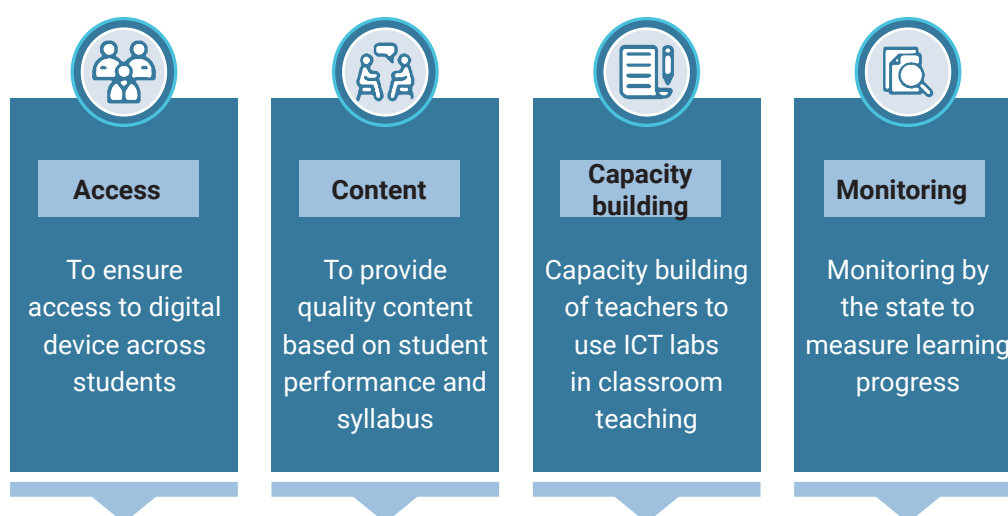 Access
To ensure
access to digital
device across
students
Content
To provide
quality content
based on student
performance and
syllabus
Capacity
building
Capacity building
of teachers to
use ICT labs
in classroom
teaching
Monitoring
Monitoring by
the state to
measure learning
progress